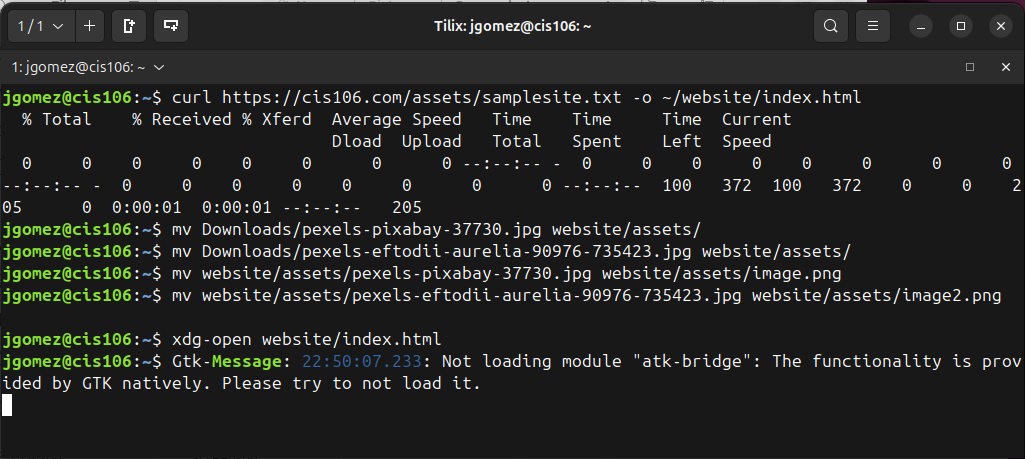 1 / 1
Tilix: jgomez@cis106: ~
1: jgomez@cis106: ~
jgomez@cis106:~$ curl https://cis106.com/assets/samplesite.txt -o ~/website/index.html
  % Total    % Received % Xferd  Average Speed   Time    Time     Time  Current
                                 Dload  Upload   Total   Spent    Left  Speed
  0     0    0     0    0     0      0      0 --:--:-- -  0     0    0     0    0     0      0      0
--:--:-- -  0     0    0     0    0     0      0      0 --:--:--  100   372  100   372    0     0    2
05      0  0:00:01  0:00:01 --:--:--   205
jgomez@cis106:~$ mv Downloads/pexels-pixabay-37730.jpg website/assets/
jgomez@cis106:~$ mv Downloads/pexels-eftodii-aurelia-90976-735423.jpg website/assets/
jgomez@cis106:~$ mv website/assets/pexels-pixabay-37730.jpg website/assets/image.png
jgomez@cis106:~$ mv website/assets/pexels-eftodii-aurelia-90976-735423.jpg website/assets/image2.png
jgomez@cis106:~$ xdg-open website/index.html
jgomez@cis106:~$ Gtk-Message: 22:50:07.233: Not loading module "atk-bridge": The functionality is prov
ided by GTK natively. Please try to not load it.